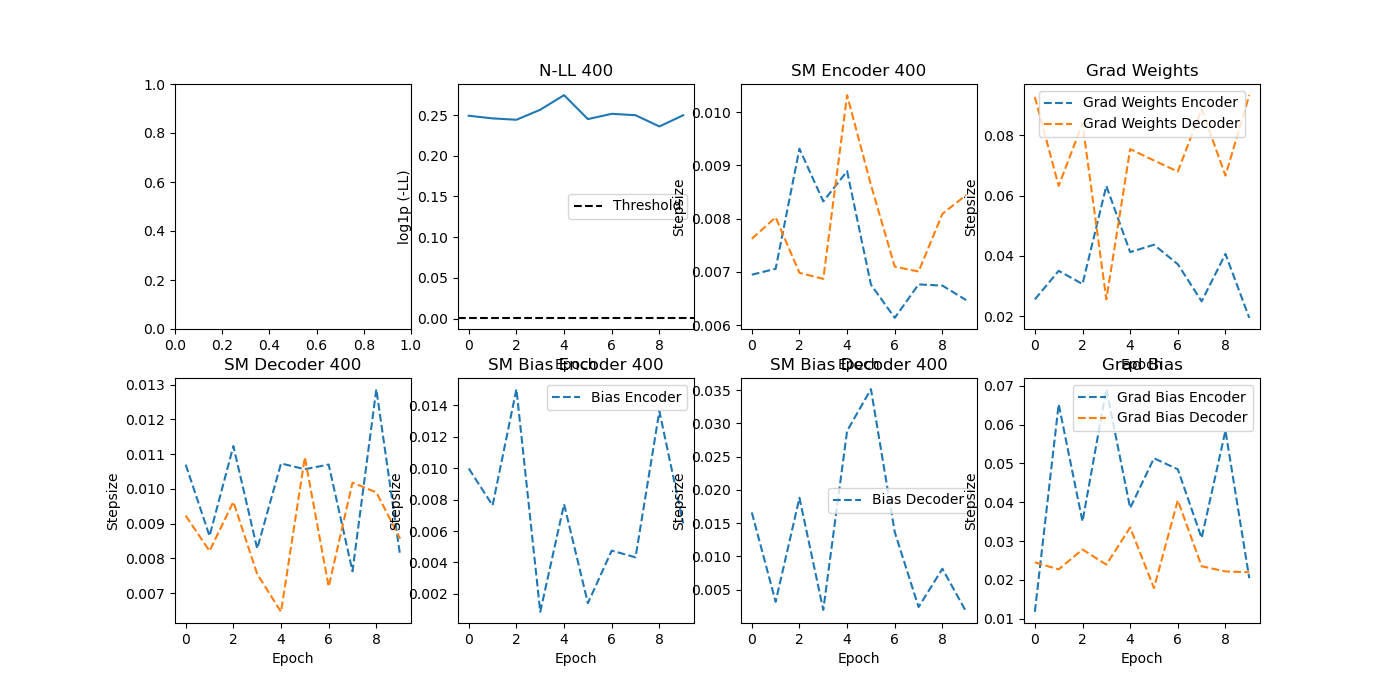 N-LL 400
SM Encoder 400
Grad Weights
1.0
0.8
0.6
0.4
0.2
0.0
0.0 0.2 0.4 0.6 0.8 1.0
log1p (-LL)
0.25
0.20
0.15
0.10
0.05
0.00
Threshold
0 2 4 6 8
Epoch
Stepsize
0.010
0.009
0.008
0.007
0.006
0 2 4 6 8
Epoch
Stepsize
0.08
0.06
0.04
0.02
Grad Weights Encoder
Grad Weights Decoder
0 2 4 6 8
Epoch
SM Decoder 400
SM Bias Encoder 400
SM Bias Decoder 400
Grad Bias
Stepsize
0.013
0.012
0.011
0.010
0.009
0.008
0.007
0 2 4 6 8
Epoch
Stepsize
0.014
0.012
0.010
0.008
0.006
0.004
0.002
Bias Encoder
0 2 4 6 8
Epoch
Stepsize
0.035
0.030
0.025
0.020
0.015
0.010
0.005
Bias Decoder
0 2 4 6 8
Epoch
Stepsize
0.07
0.06
0.05
0.04
0.03
0.02
0.01
Grad Bias Encoder
Grad Bias Decoder
0 2 4 6 8
Epoch